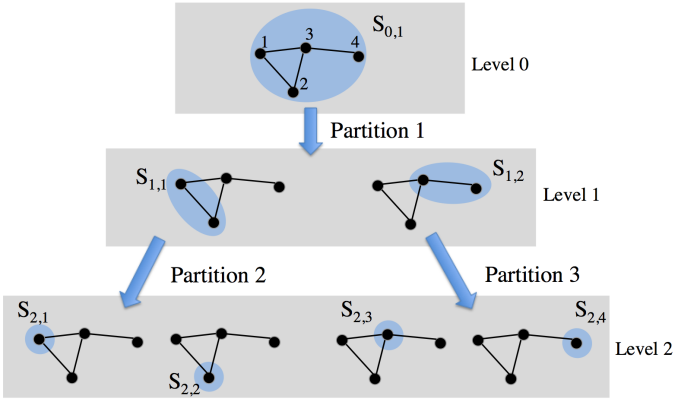 S0,1
1 3 4
2
Level 0
Partition 1
S1,1 S1,2
Level 1
Partition 2 Partition 3
S2,1 S2,3 S2,4
Level 2
S2,2